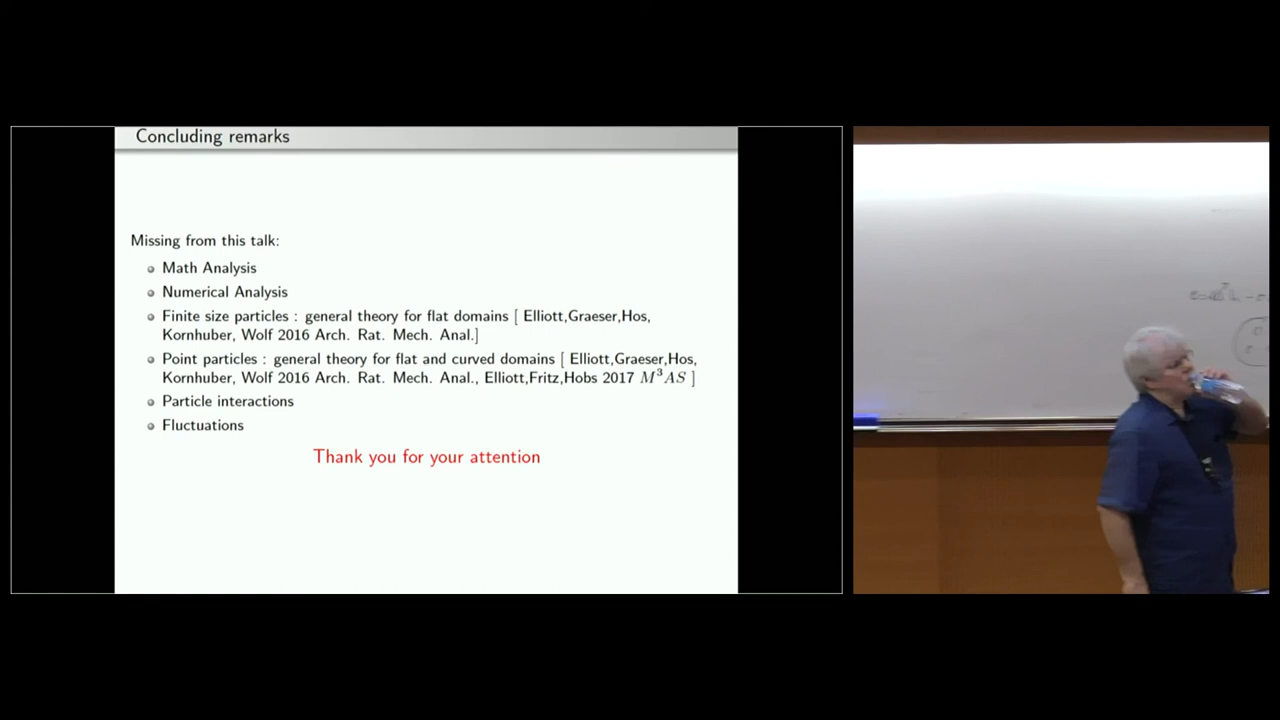 Concluding remarks
Missing from this talk:
Math Analysis
Numerical Analysis
Finite size particles : general theory for flat domains [ Elliott,Graeser,Hos,
Kornhuber, Wolf 2016 Arch. Rat. Mech. Anal.]
Point particles : general theory for flat and curved domains [ Elliott,Graeser,Hos,
Kornhuber, Wolf 2016 Arch. Rat. Mech. Anal., Elliott,Fritz,Hobs 2017 M³AS ]
Particle interactions
Fluctuations
Thank you for your attention